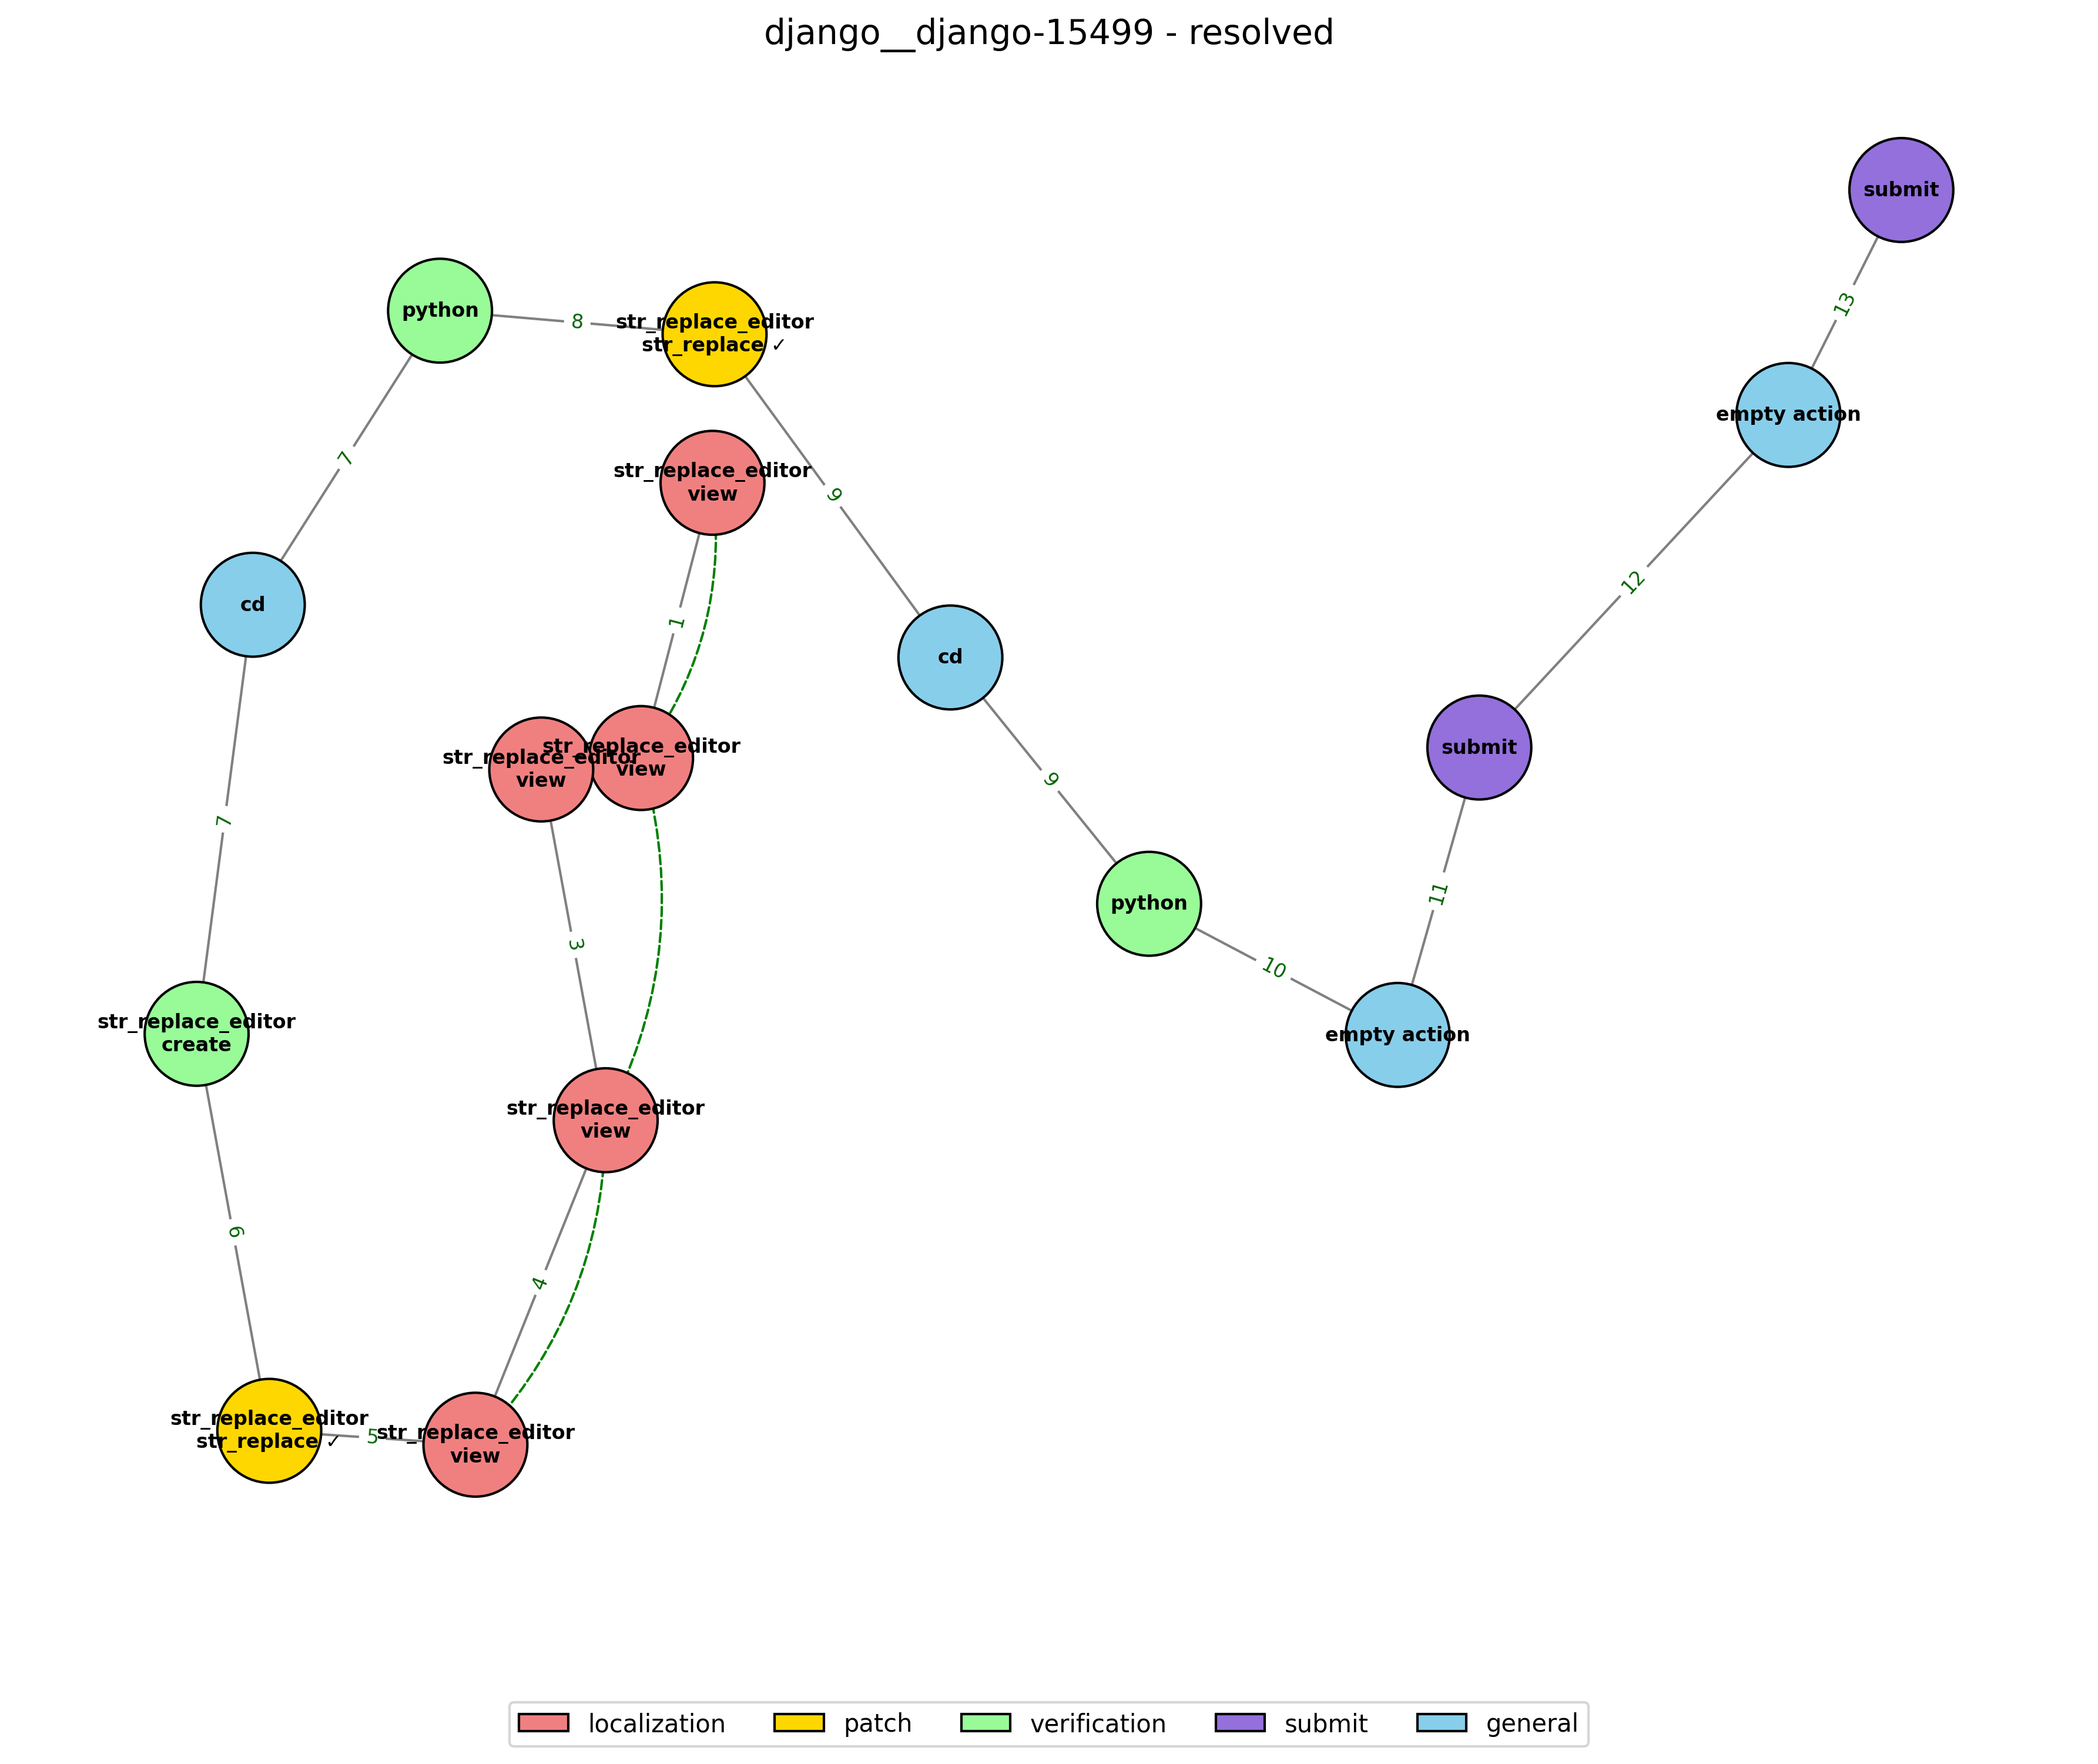 django__django-15499 - resolved
submit
python
8
str_replace_editor
str_replace ✓
13
empty action
7
str_replace_editor
view
9
12
cd
1
cd
submit
str_replace_editor
view
str_replace_editor
view
9
7
11
python
3
10
str_replace_editor
create
empty action
str_replace_editor
view
6
4
str_replace_editor
str_replace ✓
5
str_replace_editor
view
localization
patch
verification
submit
general